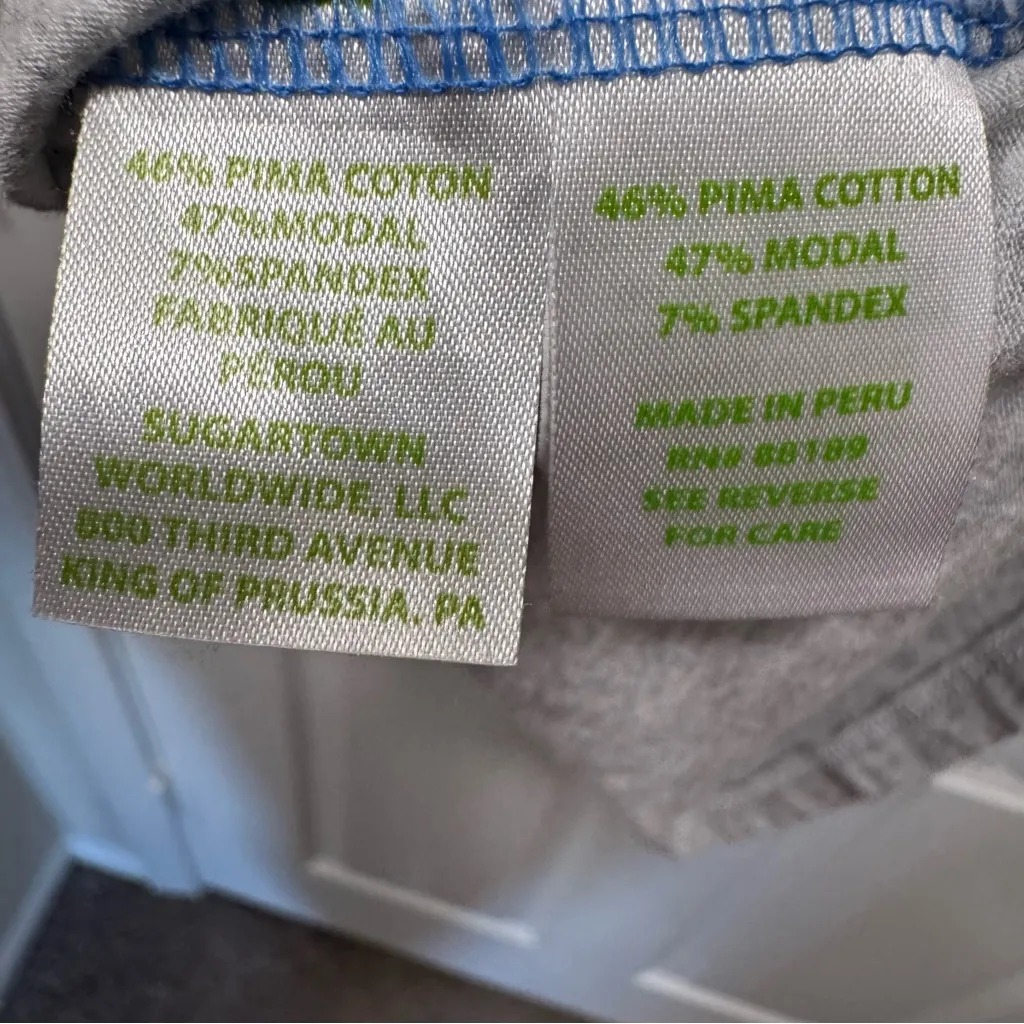 46% PIMA COTON
47%MODAL
7%SPANDEX
FABRIQUÉ AU
PÉROU
SUGARTOWN
WORLDWIDE, LLC
800 THIRD AVENUE
KING OF PRUSSIA, PA
46% PIMA COTTON
47% MODAL
7% SPANDEX
MADE IN PERU
RN# 88189
SEE REVERSE
FOR CARE